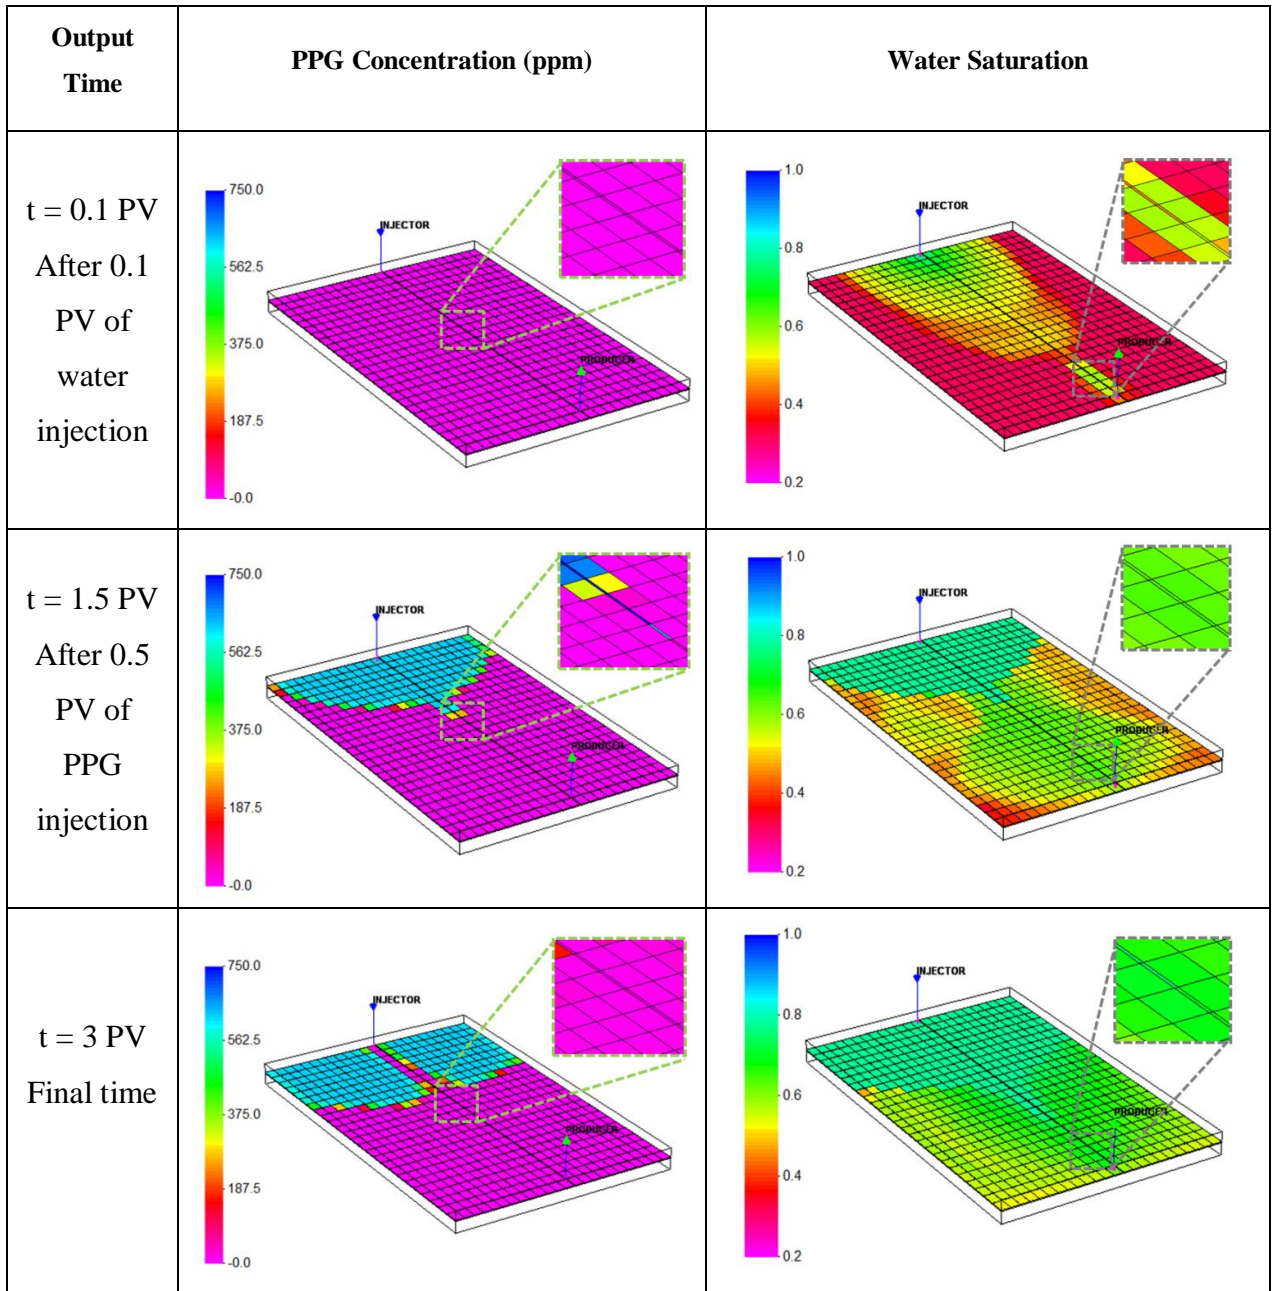 Output
Time
PPG Concentration (ppm)
Water Saturation
t = 0.1 PV
After 0.1
PV of
water
injection
750.0
562.5
375.0
187.5
-0.0
INJECTOR
PRODUCER
1.0
0.8
0.6
0.4
0.2
INJECTOR
PRODUCER
t = 1.5 PV
After 0.5
PV of
PPG
injection
750.0
562.5
375.0
187.5
-0.0
INJECTOR
PRODUCER
1.0
0.8
0.6
0.4
0.2
INJECTOR
PRODUCER
t = 3 PV
Final time
750.0
562.5
375.0
187.5
-0.0
INJECTOR
PRODUCER
1.0
0.8
0.6
0.4
0.2
INJECTOR
PRODUCER